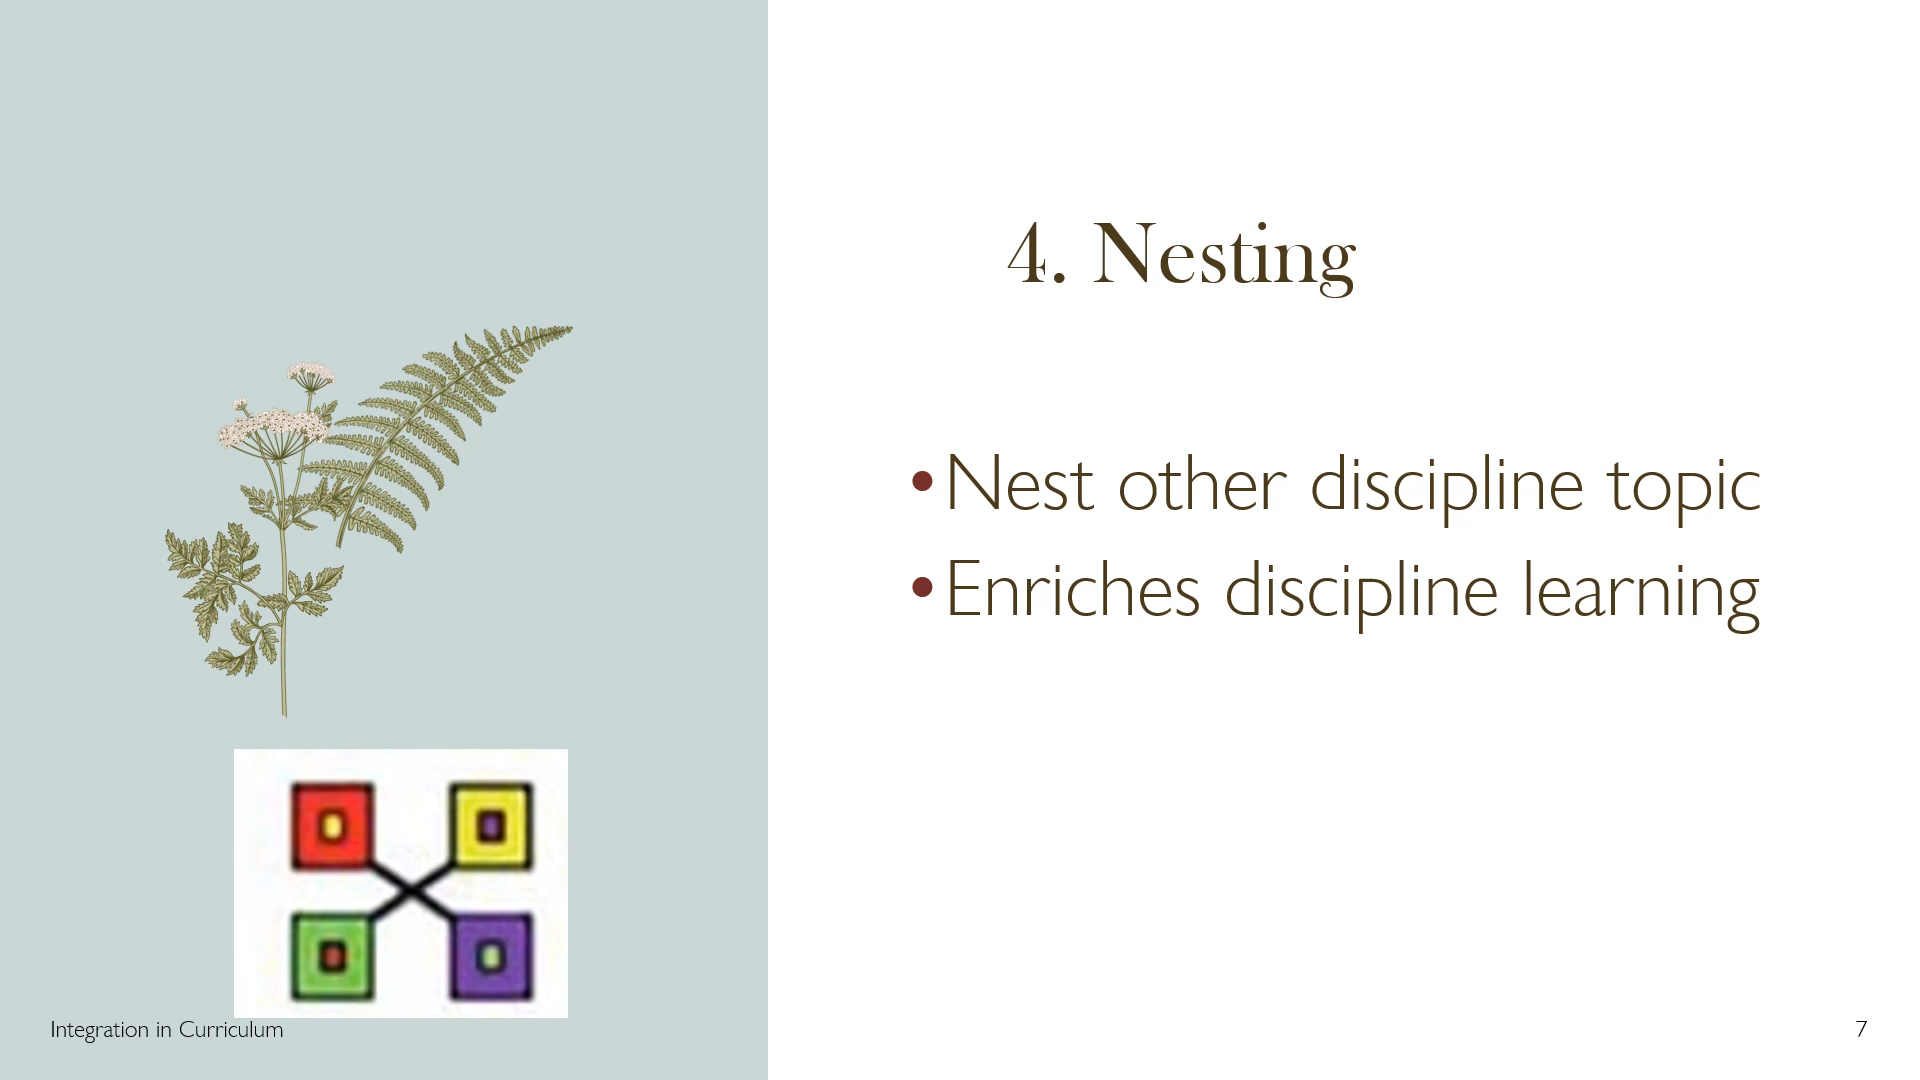 4. Nesting
•Nest other discipline topic
•Enriches discipline learning
Integration in Curriculum
7